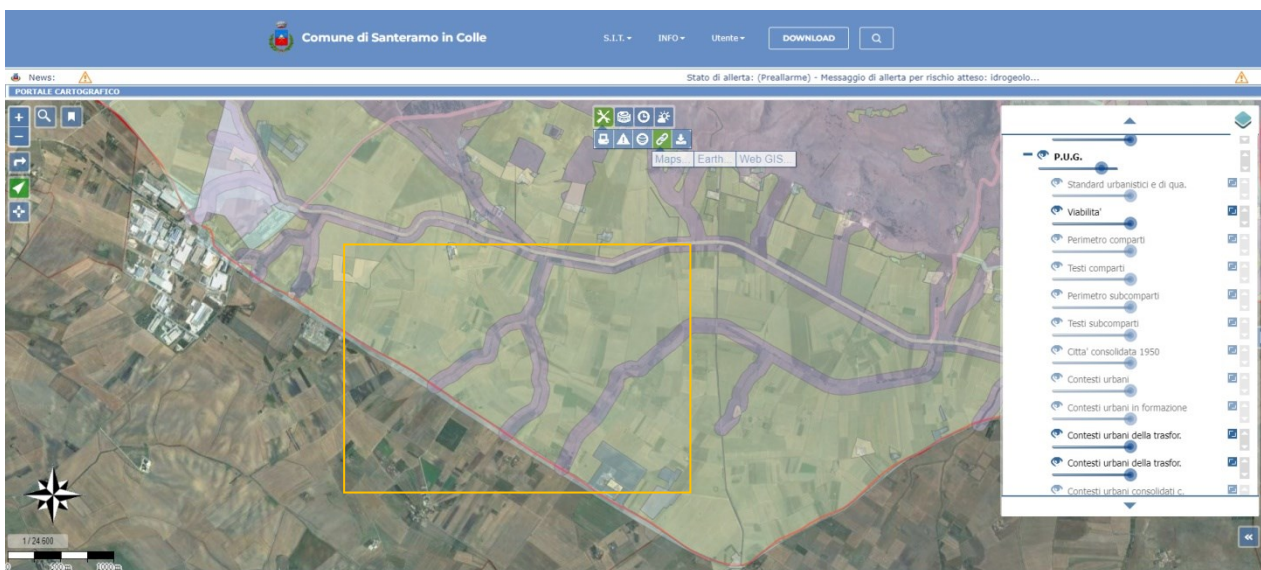 Comune di Santeramo in Colle
S.I.T.
INFO
Utente
DOWNLOAD
News:
Stato di allerta: (Preallarme) - Messaggio di allerta per rischio atteso: idrogeolo...
PORTALE CARTOGRAFICO
Maps...
Earth...
Web GIS...
P.U.G.
Standard urbanistici e di qua.
Viabilita'
Perimetro comparti
Testi comparti
Perimetro subcomparti
Testi subcomparti
Citta' consolidata 1950
Contesti urbani
Contesti urbani in formazione
Contesti urbani della trasfor.
Contesti urbani della trasfor.
Contesti urbani consolidati c.
1/24.600
0